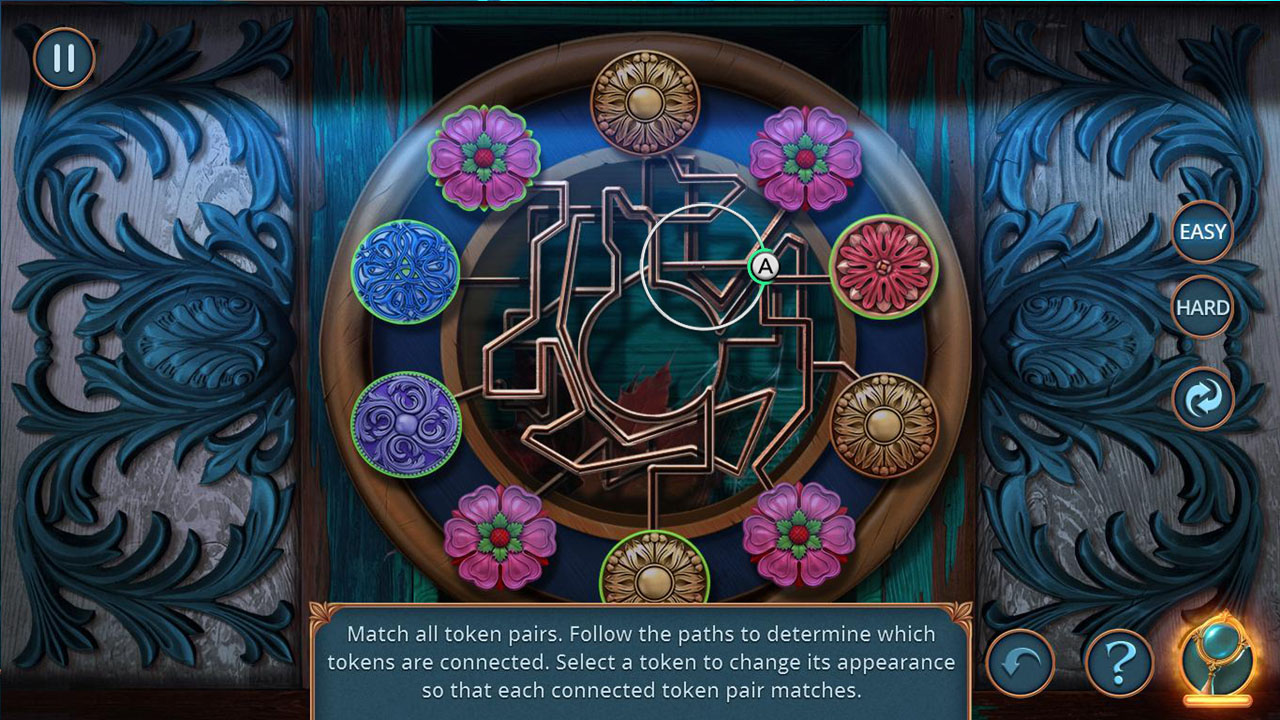 EASY
A
HARD
Match all token pairs. Follow the paths to determine which
tokens are connected. Select a token to change its appearance
so that each connected token pair matches.
?